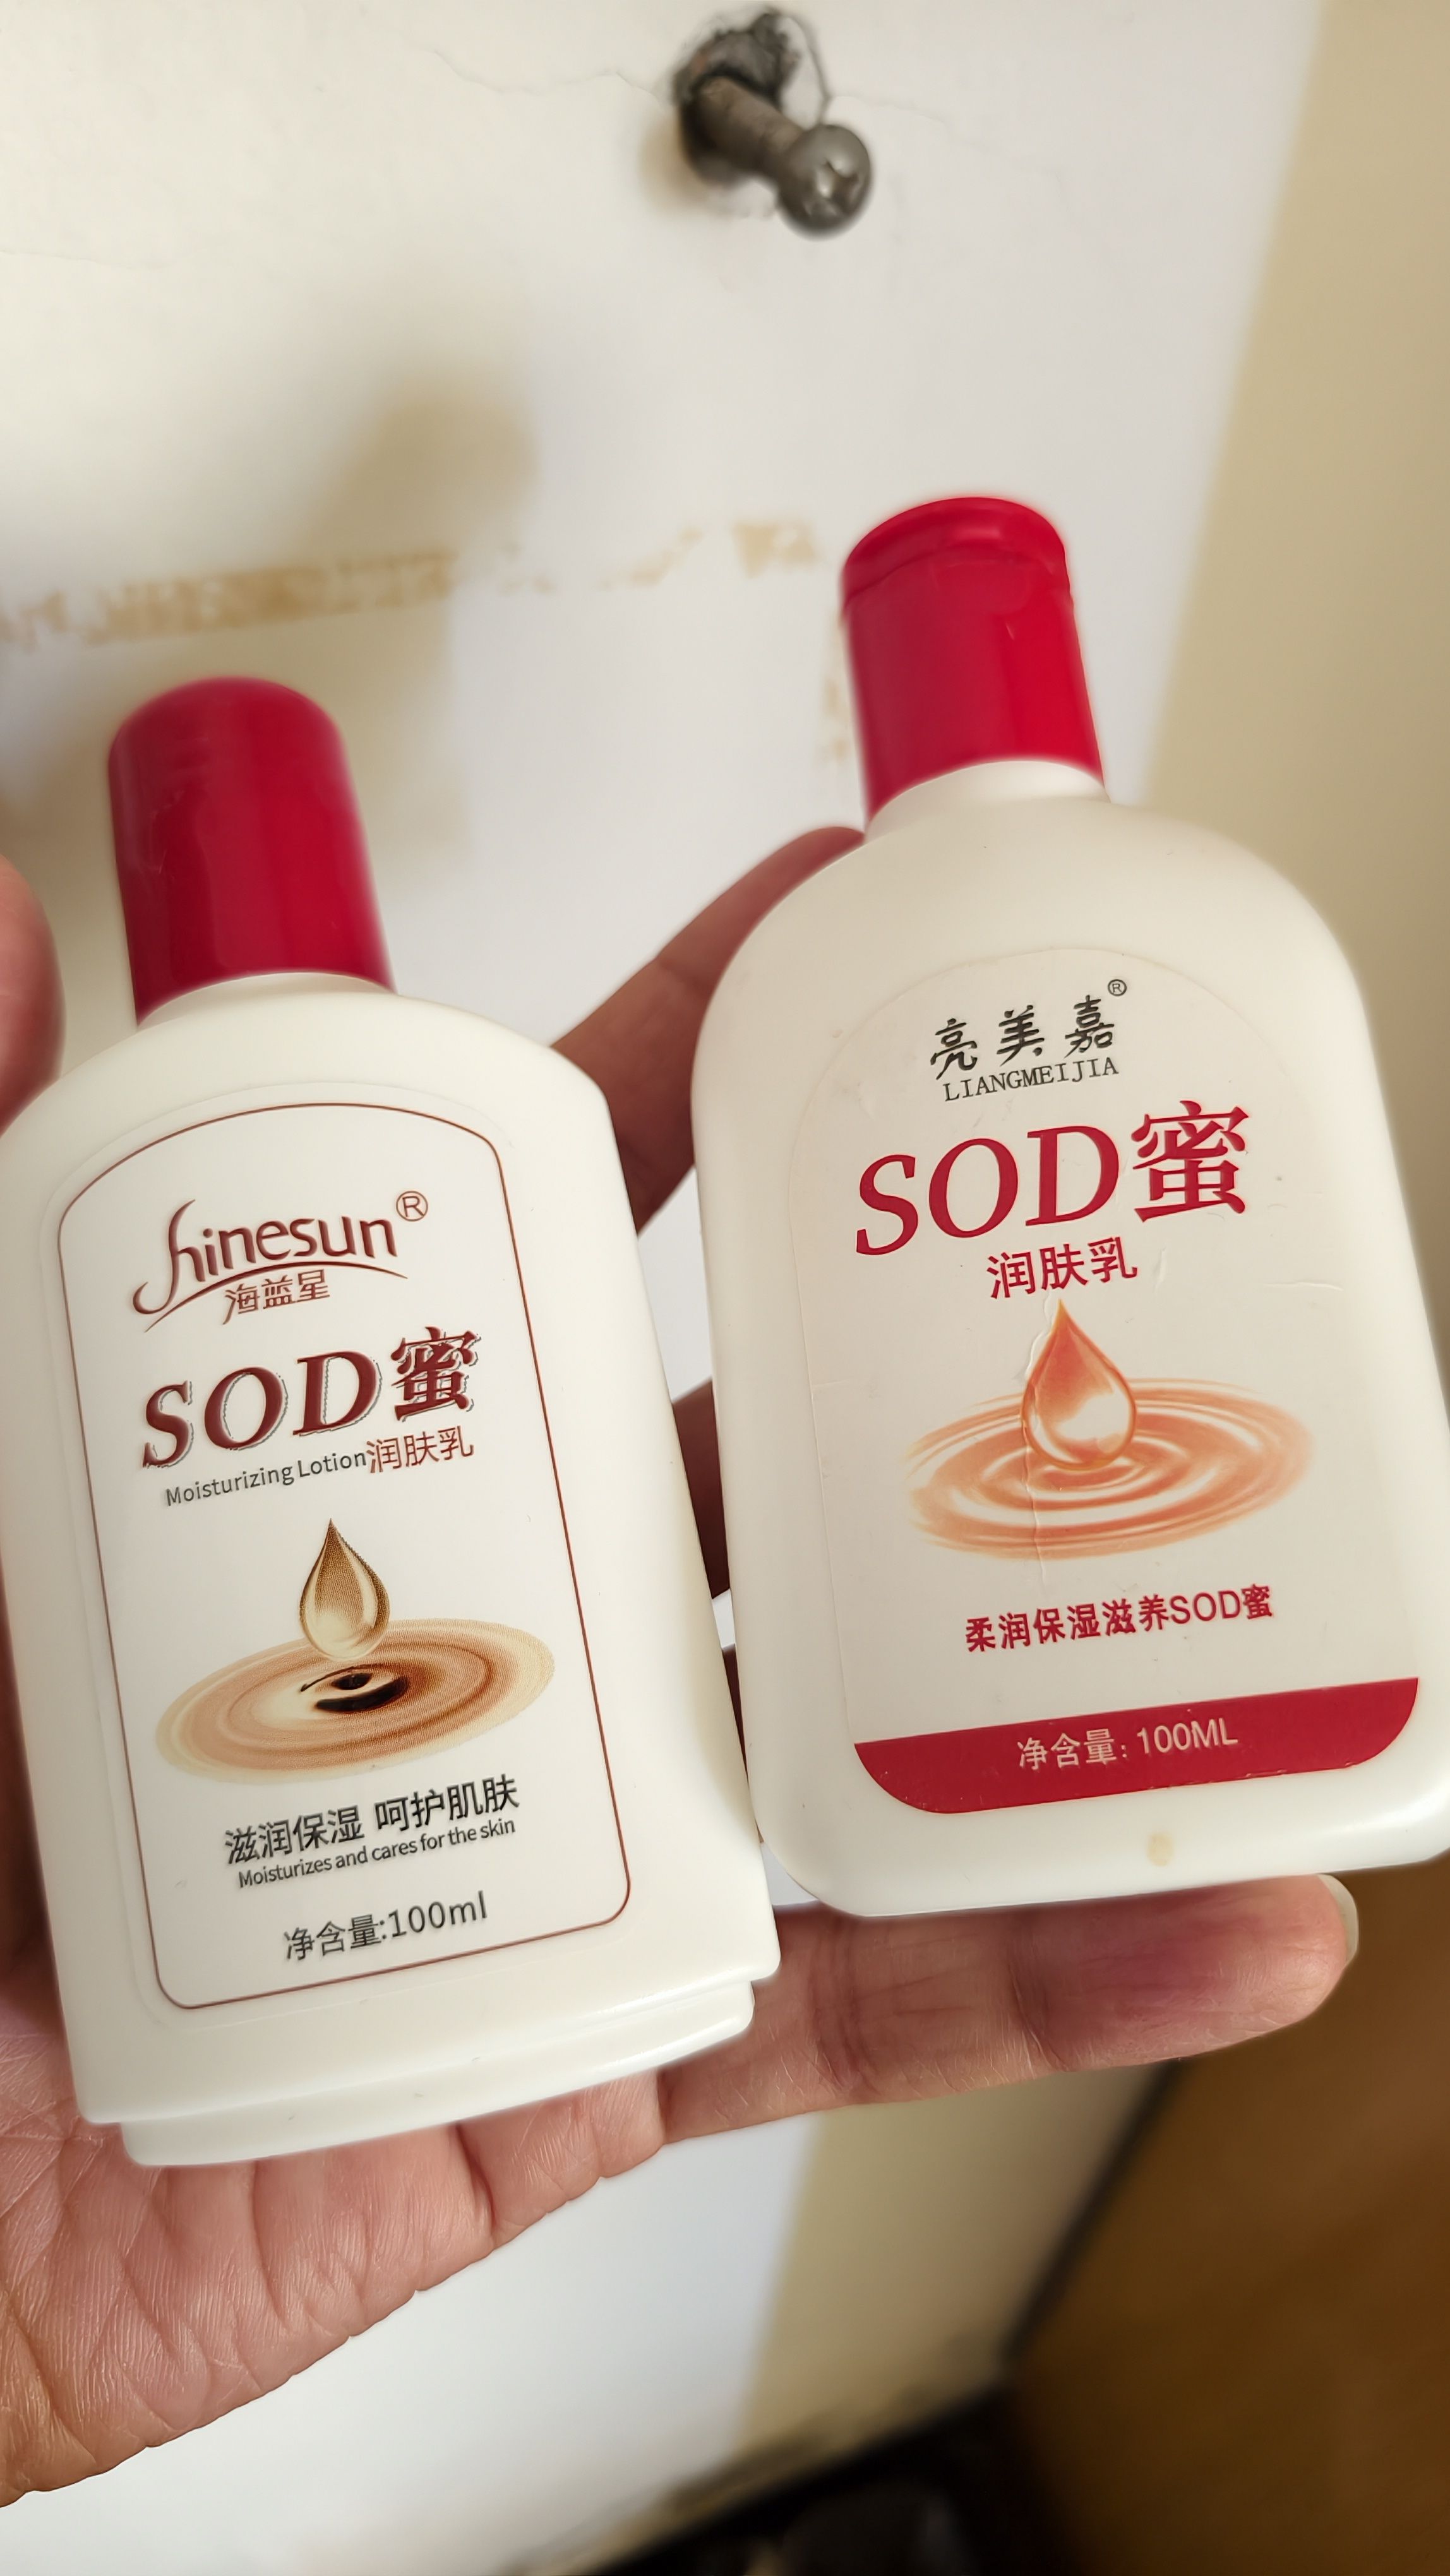 Shinesun®
海益星
SOD蜜
Moisturizing Lotion润肤乳
滋润保湿 呵护肌肤
Moisturizes and cares for the skin
净含量:100ml
亮美嘉®
LIANGMEIJIA
SOD蜜
润肤乳
柔润保湿滋养SOD蜜
净含量: 100ML